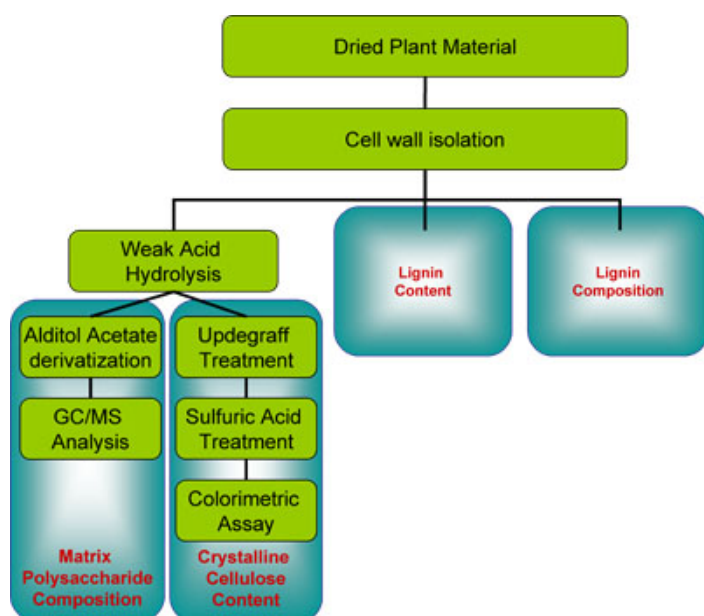 Dried Plant Material
Cell wall isolation
Weak Acid
Hydrolysis
Lignin
Content
Lignin
Composition
Alditol Acetate
derivatization
GC/MS
Analysis
Matrix
Polysaccharide
Composition
Updegraff
Treatment
Sulfuric Acid
Treatment
Colorimetric
Assay
Crystalline
Cellulose
Content